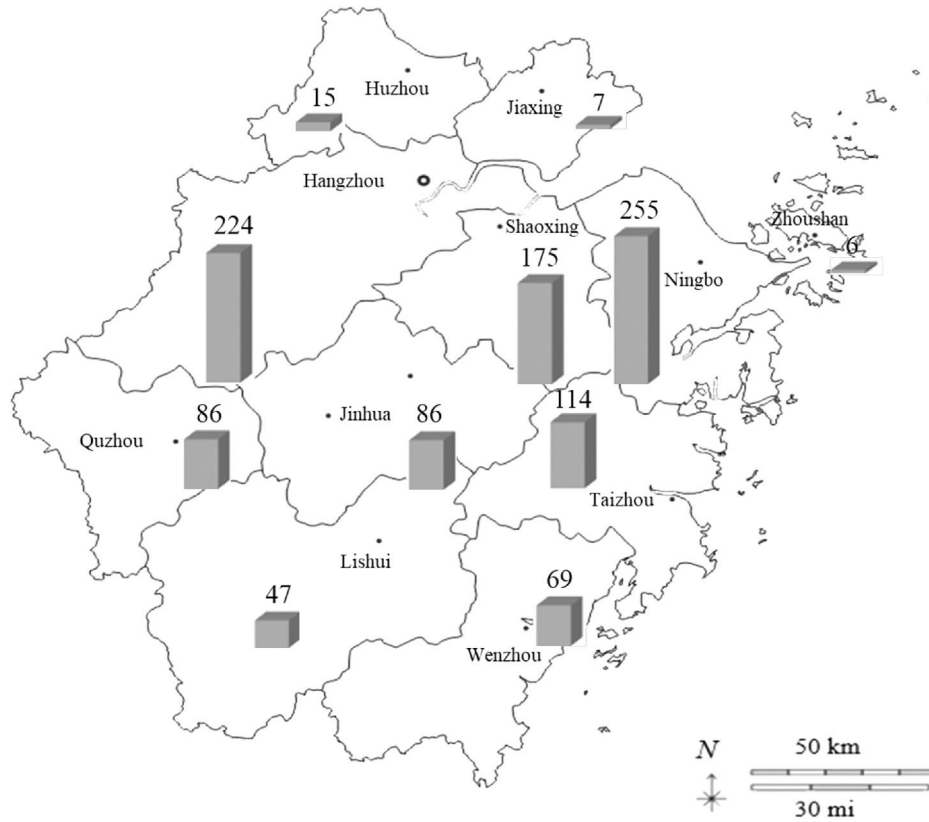 Huzhou
15
Jiaxing
7
Hangzhou
224
Shaoxing
175
255
Zhoushan
6
Ningbo
86
Quzhou
Jinhua
86
114
Taizhou
Lishui
47
69
Wenzhou
N
50 km
30 mi